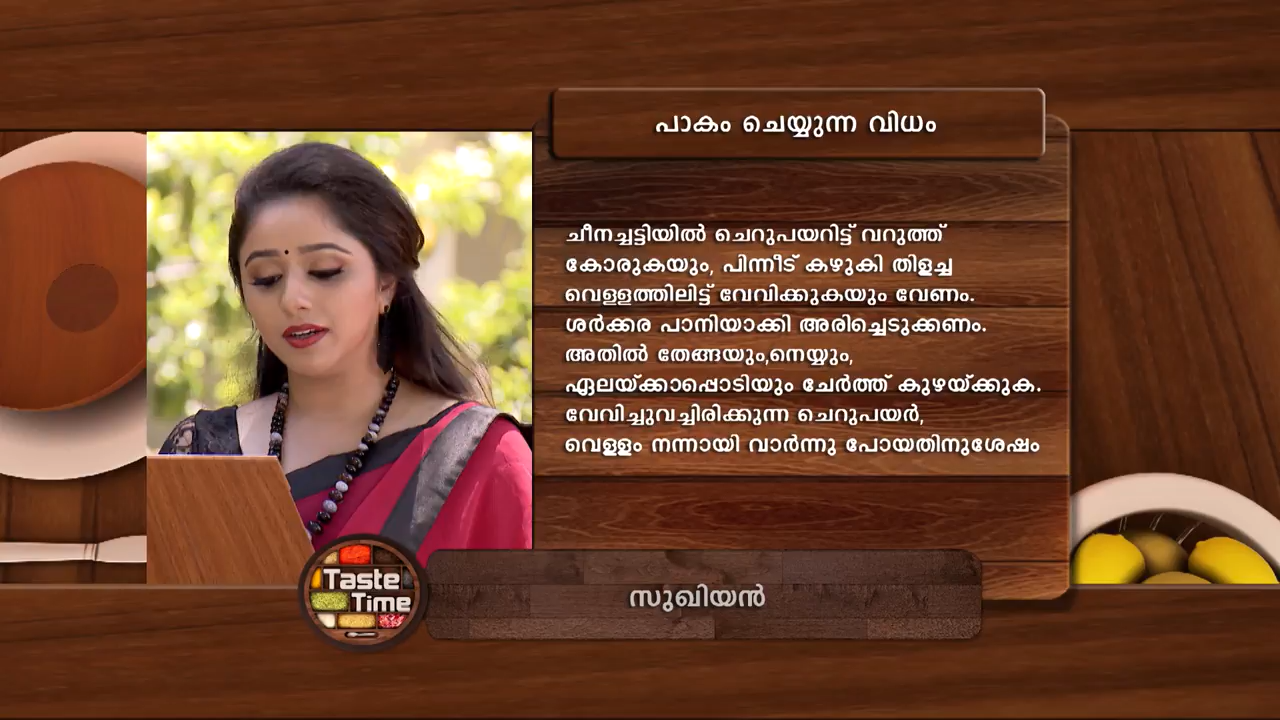 പാകം ചെയ്യുന്ന വിധം
ചീനച്ചട്ടിയിൽ ചെറുപയറിട്ട് വറുത്ത്
കോരുകയും, പിന്നീട് കഴുകി തിളച്ച
വെള്ളത്തിലിട്ട് വേവിക്കുകയും വേണം.
ശർക്കര പാനിയാക്കി അരിച്ചെടുക്കണം.
അതിൽ തേങ്ങയും,നെയ്യും,
ഏലയ്ക്കാപ്പൊടിയും ചേർത്ത് കുഴയ്ക്കുക.
വേവിച്ചുവച്ചിരിക്കുന്ന ചെറുപയർ,
വെള്ളം നന്നായി വാർന്നു പോയതിനുശേഷം
Taste
Time
സുഖിയൻ